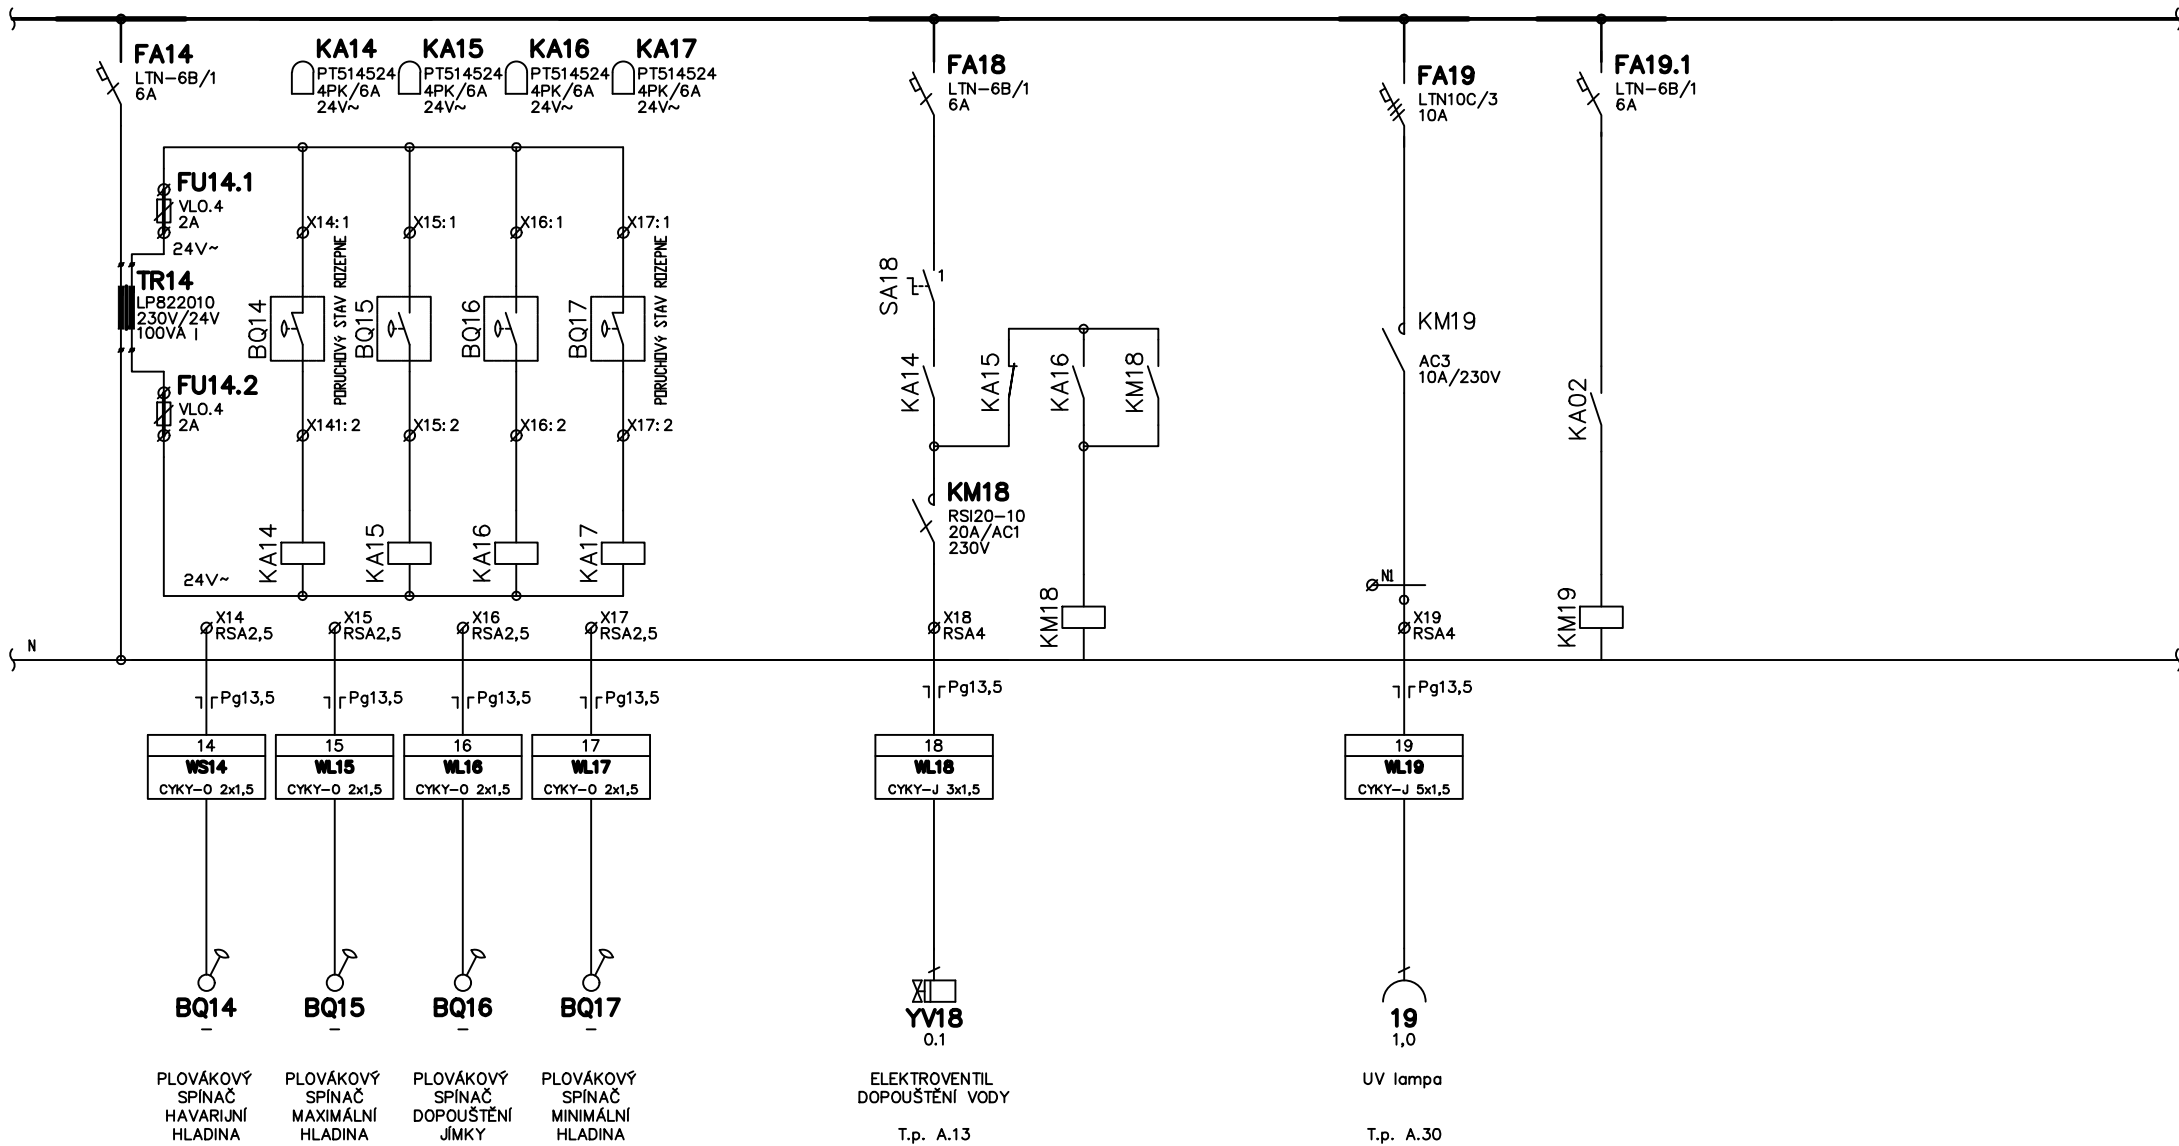 FA14
LTN-6B/1
6A
KA14
PT514524
4PK/6A
24V~
KA15
PT514524
4PK/6A
24V~
KA16
PT514524
4PK/6A
24V~
KA17
PT514524
4PK/6A
24V~
FA18
LTN-6B/1
6A
FA19
LTN10C/3
10A
FA19.1
LTN-6B/1
6A
FU14.1
VLO.4
2A
24V~
TR14
LP822010
230V/24V
100VA
FU14.2
VLO.4
2A
24V~
X14:1
X15:1
X16:1
X17:1
PORUCHOVÝ STAV ROZEPNE
PORUCHOVÝ STAV ROZEPNE
BQ14
BQ15
BQ16
BQ17
X141:2
X15:2
X16:2
X17:2
KA14
KA15
KA16
KA17
SA18
1
KA14
KA15
KA16
KM18
KM18
RSI20-10
20A/AC1
230V
KM18
KM19
AC3
10A/230V
KA02
KM19
N1
X14
RSA2,5
X15
RSA2,5
X16
RSA2,5
X17
RSA2,5
X18
RSA4
X19
RSA4
N
Pg13,5
Pg13,5
Pg13,5
Pg13,5
Pg13,5
Pg13,5
14
WS14
CYKY-O 2x1,5
15
WL15
CYKY-O 2x1,5
16
WL16
CYKY-O 2x1,5
17
WL17
CYKY-O 2x1,5
18
WL18
CYKY-J 3x1,5
19
WL19
CYKY-J 5x1,5
BQ14
–
BQ15
–
BQ16
–
BQ17
–
YV18
0.1
19
1,0
PLOVÁKOVÝ
SPÍNAČ
HAVARIJNÍ
HLADINA
PLOVÁKOVÝ
SPÍNAČ
MAXIMÁLNÍ
HLADINA
PLOVÁKOVÝ
SPÍNAČ
DOPOUŠTĚNÍ
JÍMKY
PLOVÁKOVÝ
SPÍNAČ
MINIMÁLNÍ
HLADINA
ELEKTROVENTIL
DOPOUŠTĚNÍ VODY
T.p. A.13
UV lampa
T.p. A.30